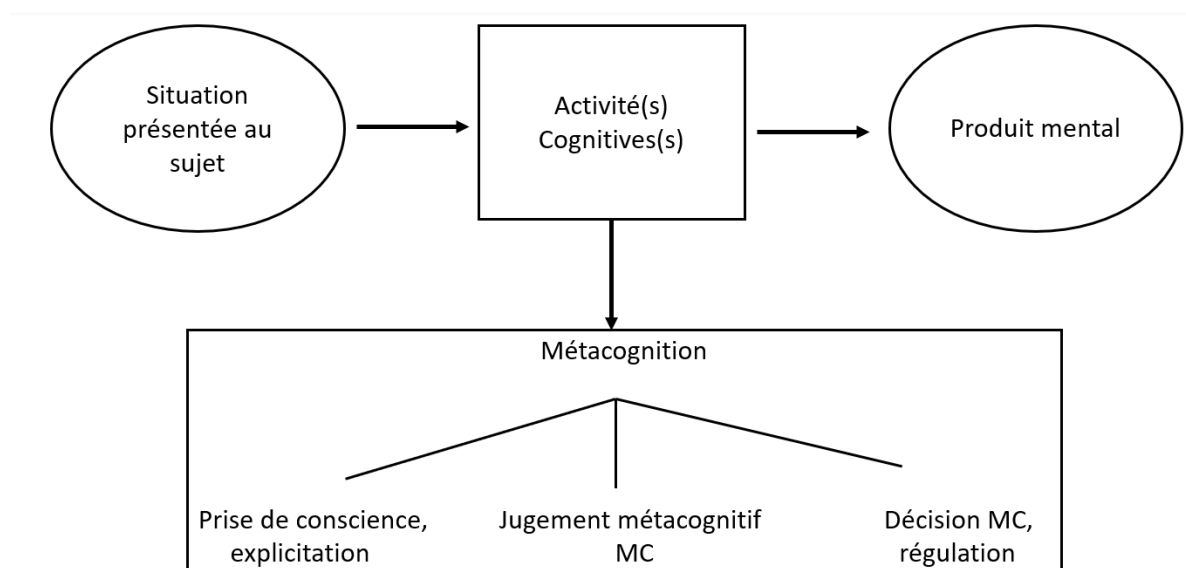 Situation
présentée au
sujet
Activité(s)
Cognitives(s)
Produit mental
Métacognition
Prise de conscience,
explicitation
Jugement métacognitif
MC
Décision MC,
régulation